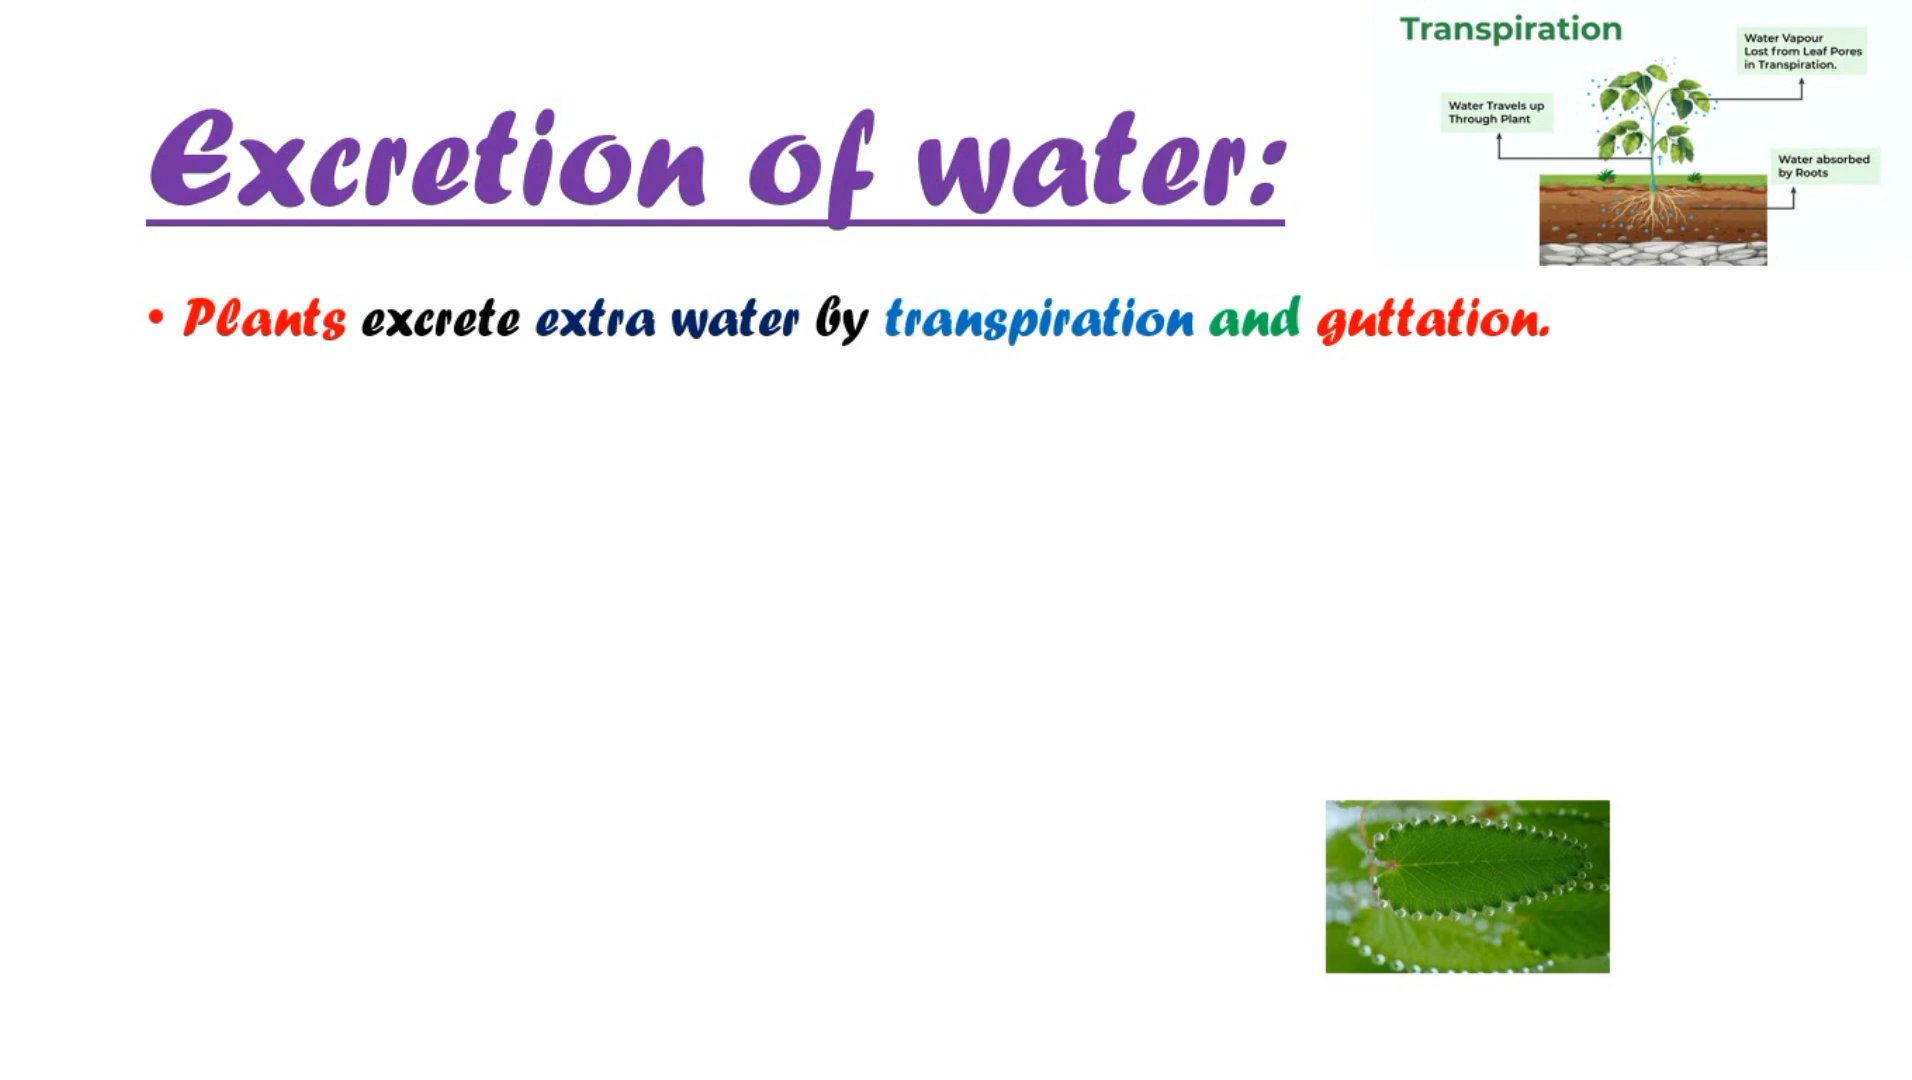 Transpiration
Water Vapour
Lost from Leaf Pores
in Transpiration.
Water Travels up
Through Plant
Water absorbed
by Roots
Excretion of water:
• Plants excrete extra water by transpiration and guttation.